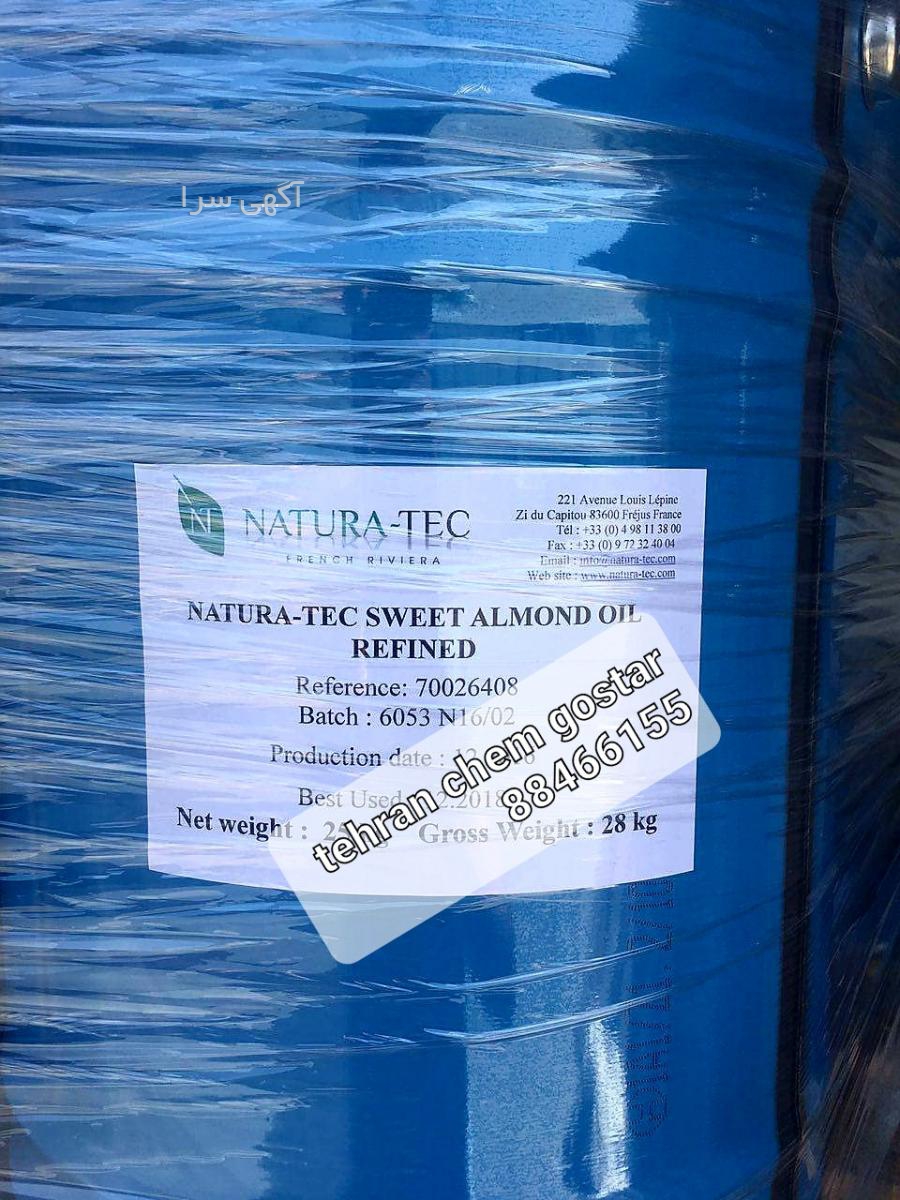 آگهی سرا
NT
NATURA-TEC
FRENCH RIVIERA
221 Avenue Louis Lépine
Zi du Capitou 83600 Fréjus France
Tél : +33 (0) 4 98 11 38 00
Fax : +33 (0) 9 72 32 40 04
Email : info@natura-tec.com
Web site : www.natura-tec.com
NATURA-TEC SWEET ALMOND OIL
REFINED
Reference: 70026408
Batch : 6053 N16/02
Production date :
Best Used
Net weight : Gross Weight : 28 kg
tehran chem gostar
88466155